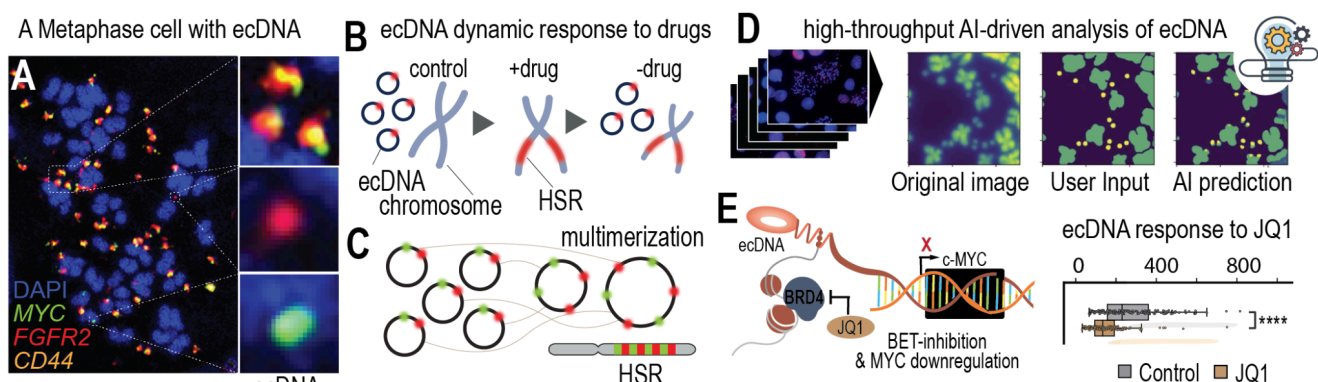 A Metaphase cell with ecDNA
A
DAPI
MYC
FGFR2
CD44
B ecDNA dynamic response to drugs
control +drug -drug
ecDNA
chromosome
HSR
C
multimerization
HSR
D high-throughput AI-driven analysis of ecDNA
Original image User Input AI prediction
E
ecDNA
X
c-MYC
BRD4
JQ1
BET-inhibition
& MYC downregulation
ecDNA response to JQ1
0 400 800
****
Control JQ1